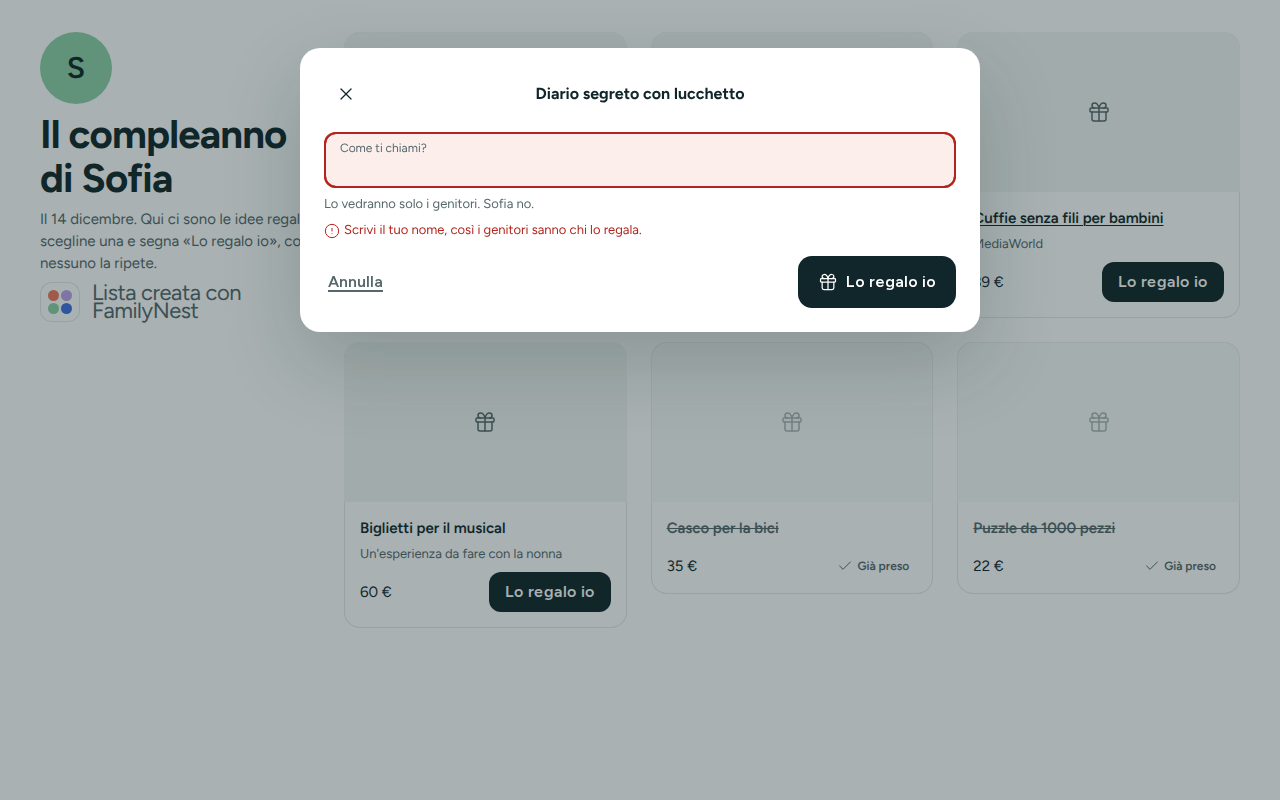 S
Il compleanno
di Sofia
Il 14 dicembre. Qui ci sono le idee regal
scegline una e segna «Lo regalo io», co
nessuno la ripete.
Lista creata con
FamilyNest
Diario segreto con lucchetto
Come ti chiami?
Lo vedranno solo i genitori. Sofia no.
Scrivi il tuo nome, così i genitori sanno chi lo regala.
Annulla
Lo regalo io
Cuffie senza fili per bambini
MediaWorld
39 €
Lo regalo io
Biglietti per il musical
Un'esperienza da fare con la nonna
60 €
Lo regalo io
Casco per la bici
35 €
Già preso
Puzzle da 1000 pezzi
22 €
Già preso